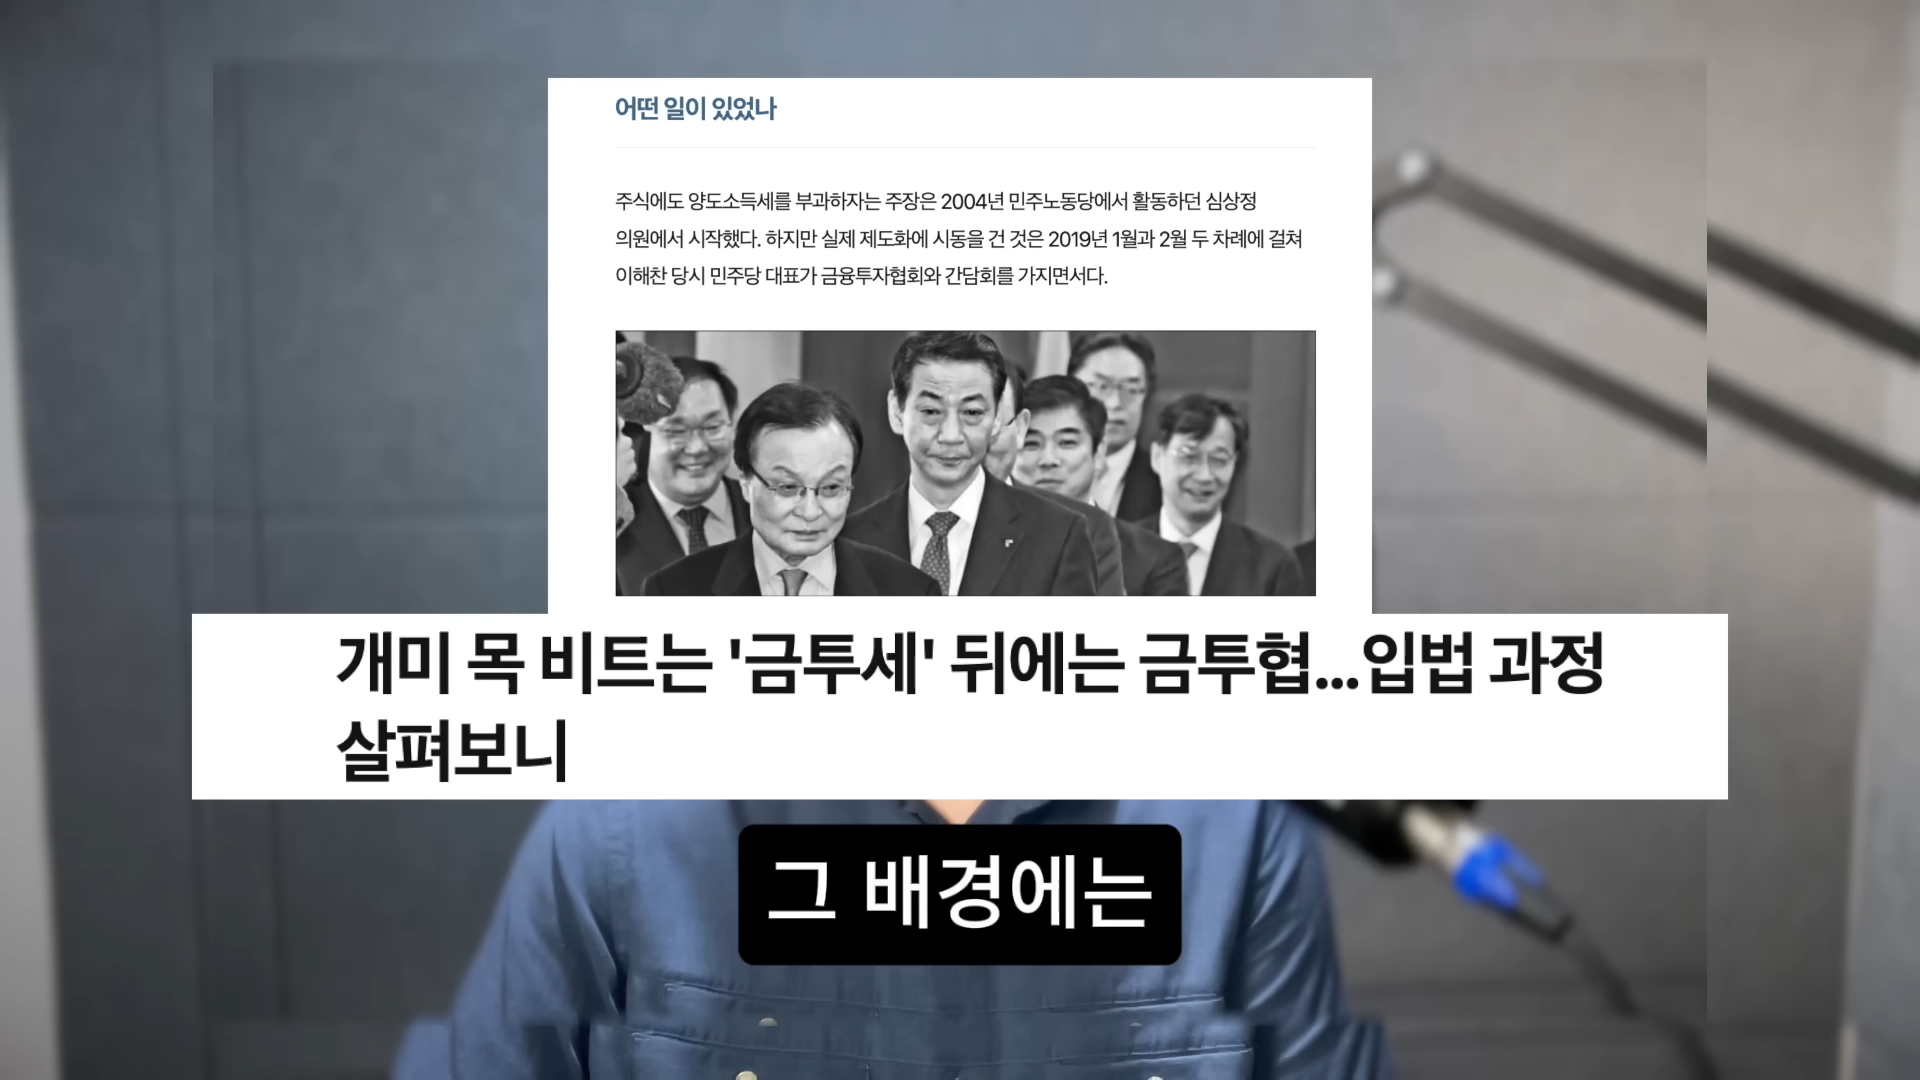 어떤 일이 있었나
주식에도 양도소득세를 부과하자는 주장은 2004년 민주노동당에서 활동하던 심상정
의원에서 시작했다. 하지만 실제 제도화에 시동을 건 것은 2019년 1월과 2월 두 차례에 걸쳐
이해찬 당시 민주당 대표가 금융투자협회와 간담회를 가지면서다.
개미 목 비트는 '금투세' 뒤에는 금투협...입법 과정
살펴보니
그 배경에는